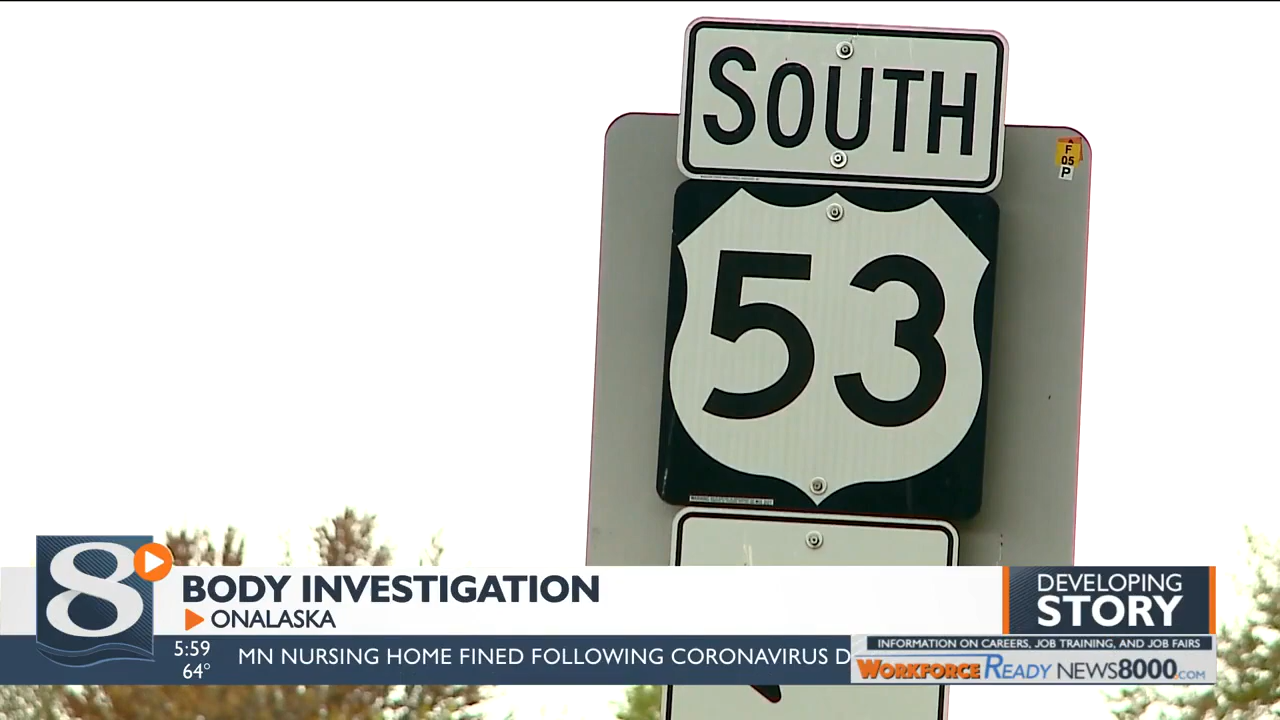 SOUTH
F
05
P
53
8
BODY INVESTIGATION
ONALASKA
DEVELOPING
STORY
5:59
64°
MN NURSING HOME FINED FOLLOWING CORONAVIRUS D
INFORMATION ON CAREERS, JOB TRAINING, AND JOB FAIRS
WORKFORCE READY NEWS8000.COM